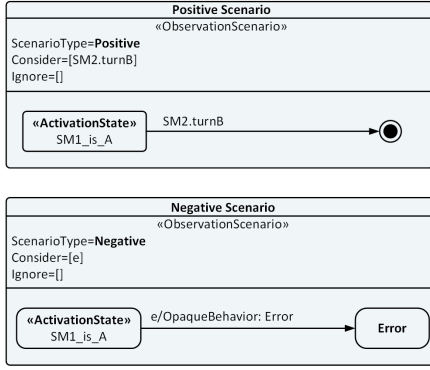 Positive Scenario
«ObservationScenario»
ScenarioType=Positive
Consider=[SM2.turnB]
Ignore=[]
«ActivationState»
SM1_is_A
SM2.turnB
Negative Scenario
«ObservationScenario»
ScenarioType=Negative
Consider=[e]
Ignore=[]
«ActivationState»
SM1_is_A
e/OpaqueBehavior: Error
Error